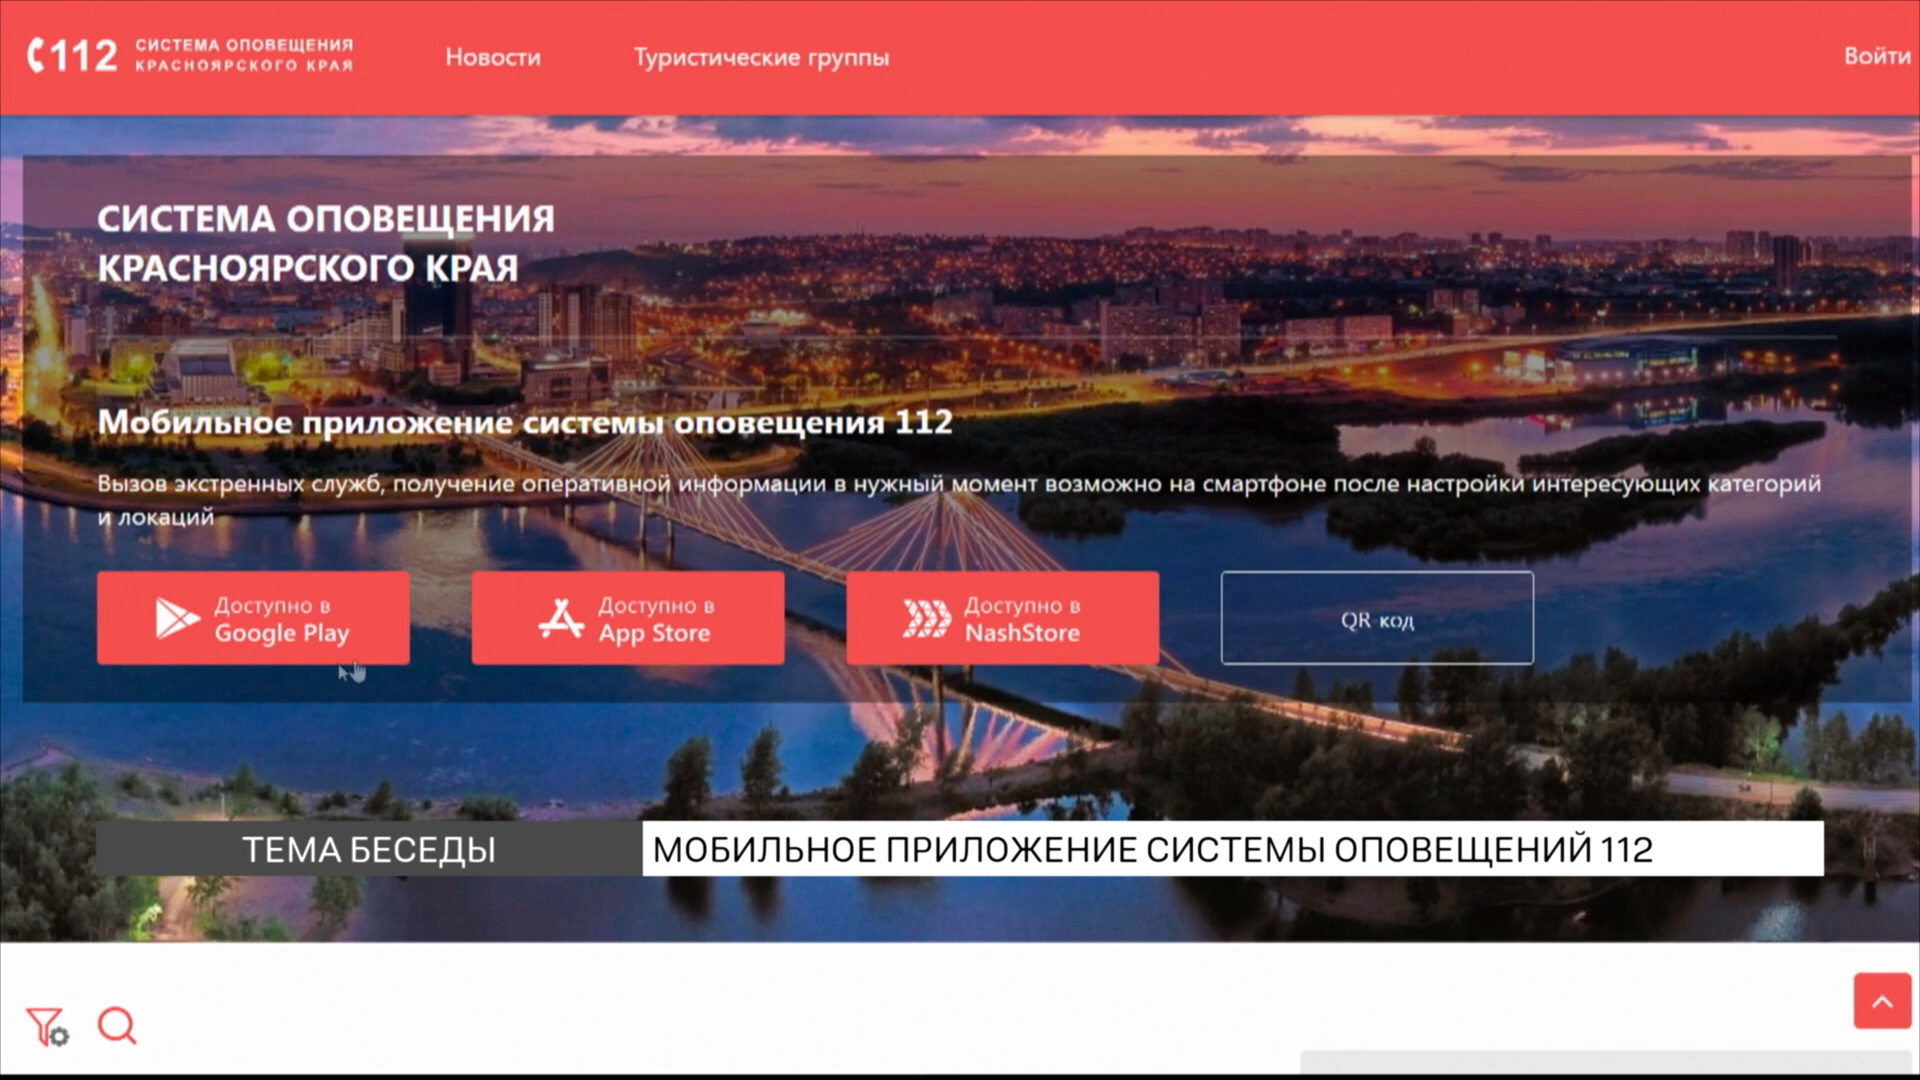 112
СИСТЕМА ОПОВЕЩЕНИЯ
КРАСНОЯРСКОГО КРАЯ
Новости
Туристические группы
Войти
СИСТЕМА ОПОВЕЩЕНИЯ
КРАСНОЯРСКОГО КРАЯ
Мобильное приложение системы оповещения 112
Вызов экстренных служб, получение оперативной информации в нужный момент возможно на смартфоне после настройки интересующих категорий
и локаций
Доступно в
Google Play
Доступно в
App Store
Доступно в
NashStore
QR код
ТЕМА БЕСЕДЫ
МОБИЛЬНОЕ ПРИЛОЖЕНИЕ СИСТЕМЫ ОПОВЕЩЕНИЙ 112